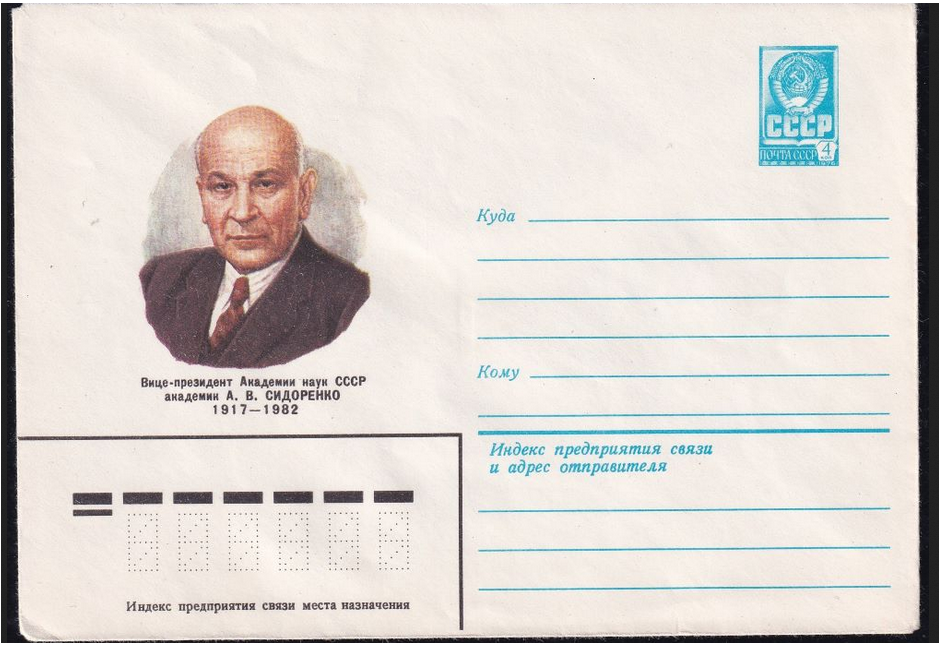 СССР
ПОЧТА СССР 4
Куда
Кому
Вице-президент Академии наук СССР
академик А. В. СИДОРЕНКО
1917—1982
Индекс предприятия связи
и адрес отправителя
Индекс предприятия связи места назначения